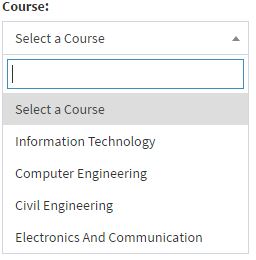 Course:
Select a Course
Select a Course
Information Technology
Computer Engineering
Civil Engineering
Electronics And Communication